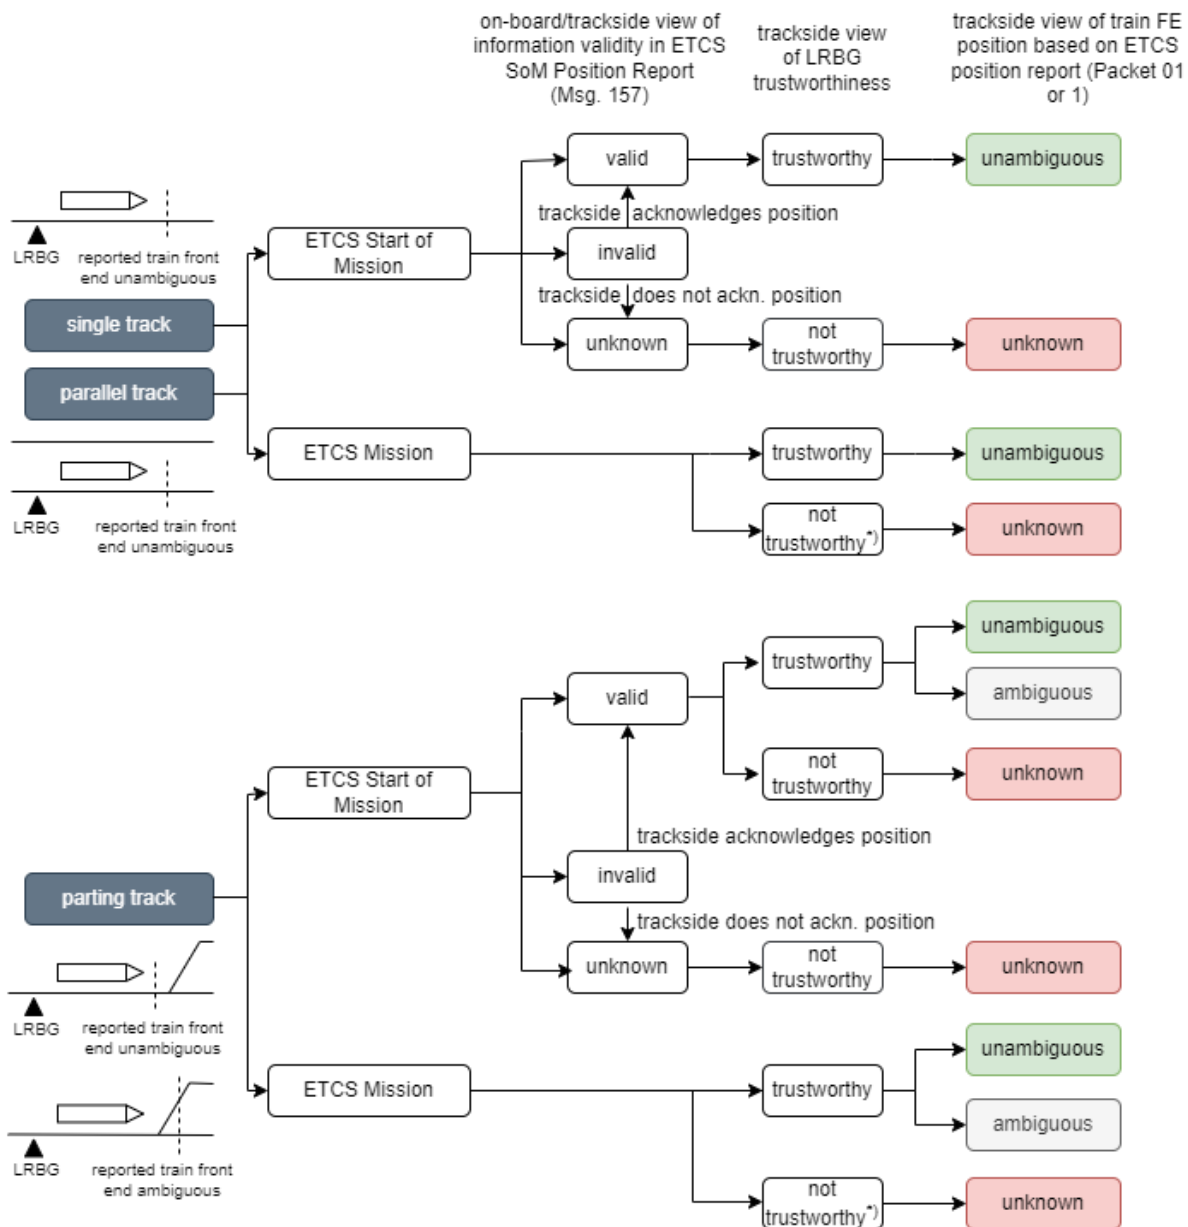 on-board/trackside view of
information validity in ETCS
SoM Position Report
(Msg. 157)
trackside view
of LRBG
trustworthiness
trackside view of train FE
position based on ETCS
position report (Packet 01
or 1)
valid
trustworthy
unambiguous
trackside acknowledges position
LRBG
reported train front
end unambiguous
ETCS Start of
Mission
invalid
trackside does not ackn. position
single track
unknown
not
trustworthy
unknown
parallel track
ETCS Mission
trustworthy
unambiguous
LRBG
reported train front
end unambiguous
not
trustworthy*)
unknown
unambiguous
trustworthy
valid
ambiguous
ETCS Start of
Mission
not
trustworthy
unknown
trackside acknowledges position
invalid
parting track
trackside does not ackn. position
unknown
not
trustworthy
unknown
LRBG
reported train front
end unambiguous
unambiguous
ETCS Mission
trustworthy
ambiguous
LRBG
reported train front
end ambiguous
not
trustworthy*)
unknown